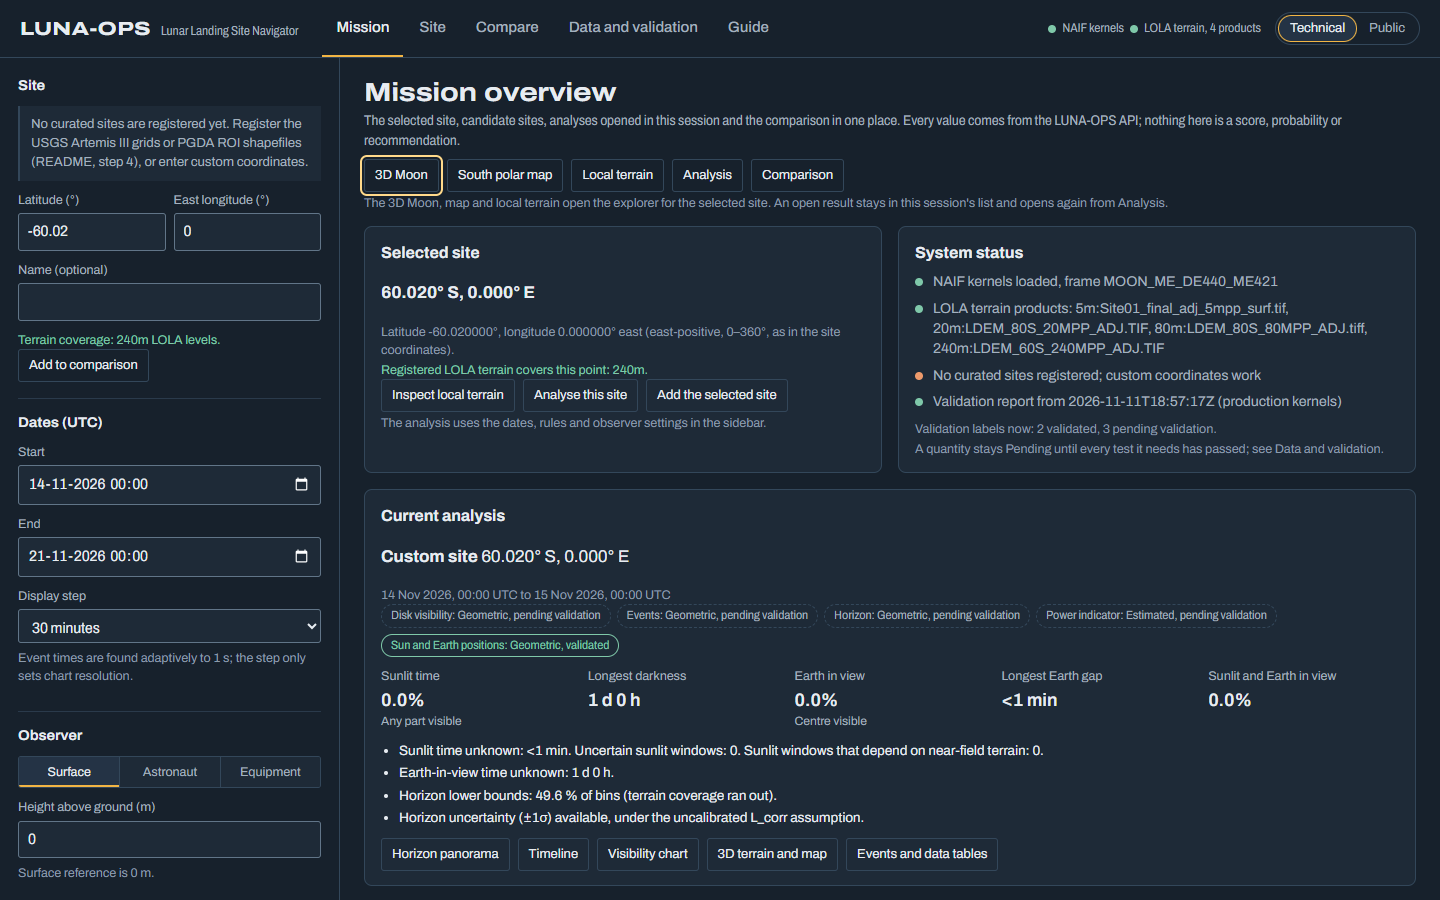 LUNA-OPS Lunar Landing Site Navigator
Mission Site Compare Data and validation Guide
NAIF kernels LOLA terrain, 4 products Technical Public
Site
No curated sites are registered yet. Register the
USGS Artemis III grids or PGDA ROI shapefiles
(README, step 4), or enter custom coordinates.
Latitude (°) East longitude (°)
-60.02 0
Name (optional)
Terrain coverage: 240m LOLA levels.
Add to comparison
Dates (UTC)
Start
14-11-2026 00:00
End
21-11-2026 00:00
Display step
30 minutes
Event times are found adaptively to 1 s; the step only
sets chart resolution.
Observer
Surface Astronaut Equipment
Height above ground (m)
0
Surface reference is 0 m.
Mission overview
The selected site, candidate sites, analyses opened in this session and the comparison in one place. Every value comes from the LUNA-OPS API; nothing here is a score, probability or
recommendation.
3D Moon South polar map Local terrain Analysis Comparison
The 3D Moon, map and local terrain open the explorer for the selected site. An open result stays in this session's list and opens again from Analysis.
Selected site
60.020° S, 0.000° E
Latitude -60.020000°, longitude 0.000000° east (east-positive, 0–360°, as in the site
coordinates).
Registered LOLA terrain covers this point: 240m.
Inspect local terrain Analyse this site Add the selected site
The analysis uses the dates, rules and observer settings in the sidebar.
System status
NAIF kernels loaded, frame MOON_ME_DE440_ME421
LOLA terrain products: 5m:Site01_final_adj_5mpp_surf.tif,
20m:LDEM_80S_20MPP_ADJ.TIF, 80m:LDEM_80S_80MPP_ADJ.tiff,
240m:LDEM_60S_240MPP_ADJ.TIF
No curated sites registered; custom coordinates work
Validation report from 2026-11-11T18:57:17Z (production kernels)
Validation labels now: 2 validated, 3 pending validation.
A quantity stays Pending until every test it needs has passed; see Data and validation.
Current analysis
Custom site 60.020° S, 0.000° E
14 Nov 2026, 00:00 UTC to 15 Nov 2026, 00:00 UTC
Disk visibility: Geometric, pending validation Events: Geometric, pending validation Horizon: Geometric, pending validation Power indicator: Estimated, pending validation
Sun and Earth positions: Geometric, validated
Sunlit time Longest darkness Earth in view Longest Earth gap Sunlit and Earth in view
0.0% 1 d 0 h 0.0% <1 min 0.0%
Any part visible Centre visible
• Sunlit time unknown: <1 min. Uncertain sunlit windows: 0. Sunlit windows that depend on near-field terrain: 0.
• Earth-in-view time unknown: 1 d 0 h.
• Horizon lower bounds: 49.6 % of bins (terrain coverage ran out).
• Horizon uncertainty (±1σ) available, under the uncalibrated L_corr assumption.
Horizon panorama Timeline Visibility chart 3D terrain and map Events and data tables